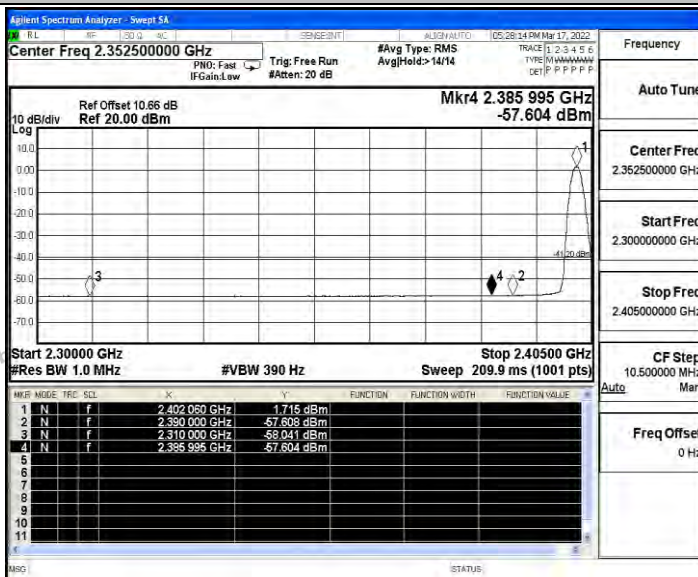 Agilent Spectrum Analyzer - Swept SA
RL RF 50 Ω AC SENSE:INT ALIGN AUTO 05:28:14 PM Mar 17, 2022
Center Freq 2.352500000 GHz
#Avg Type: RMS
TRACE 1 2 3 4 5 6
PNO: Fast
Trig: Free Run
Avg|Hold:>14/14
TYPE M WWWWW
IFGain:Low
#Atten: 20 dB
DET P P P P P P
Mkr4 2.385 995 GHz
-57.604 dBm
Ref Offset 10.66 dB
10 dB/div Ref 20.00 dBm
Log
10.0
0.00
-10.0
-20.0
-30.0
-40.0
-50.0
-60.0
-70.0
1
-41.20 dBm
3
4
2
Start 2.30000 GHz Stop 2.40500 GHz
#Res BW 1.0 MHz #VBW 390 Hz Sweep 209.9 ms (1001 pts)
MKR MODE TRC SCL X Y FUNCTION FUNCTION WIDTH FUNCTION VALUE
1 N f 2.402 060 GHz 1.715 dBm
2 N f 2.390 000 GHz -57.608 dBm
3 N f 2.310 000 GHz -58.041 dBm
4 N f 2.385 995 GHz -57.604 dBm
5
6
7
8
9
10
11
MSG STATUS
Frequency
Auto Tune
Center Freq
2.352500000 GHz
Start Freq
2.300000000 GHz
Stop Freq
2.405000000 GHz
CF Step
10.500000 MHz
Auto Man
Freq Offset
0 Hz